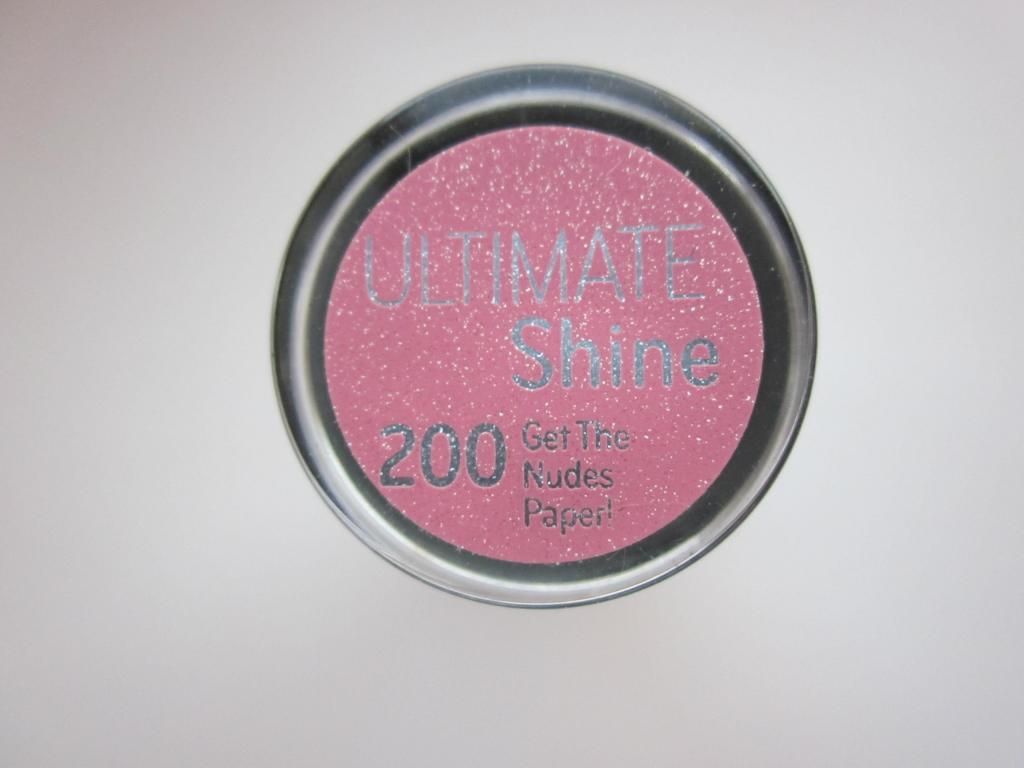 ULTIMATE
Shine
200 Get The
Nudes
Paper!